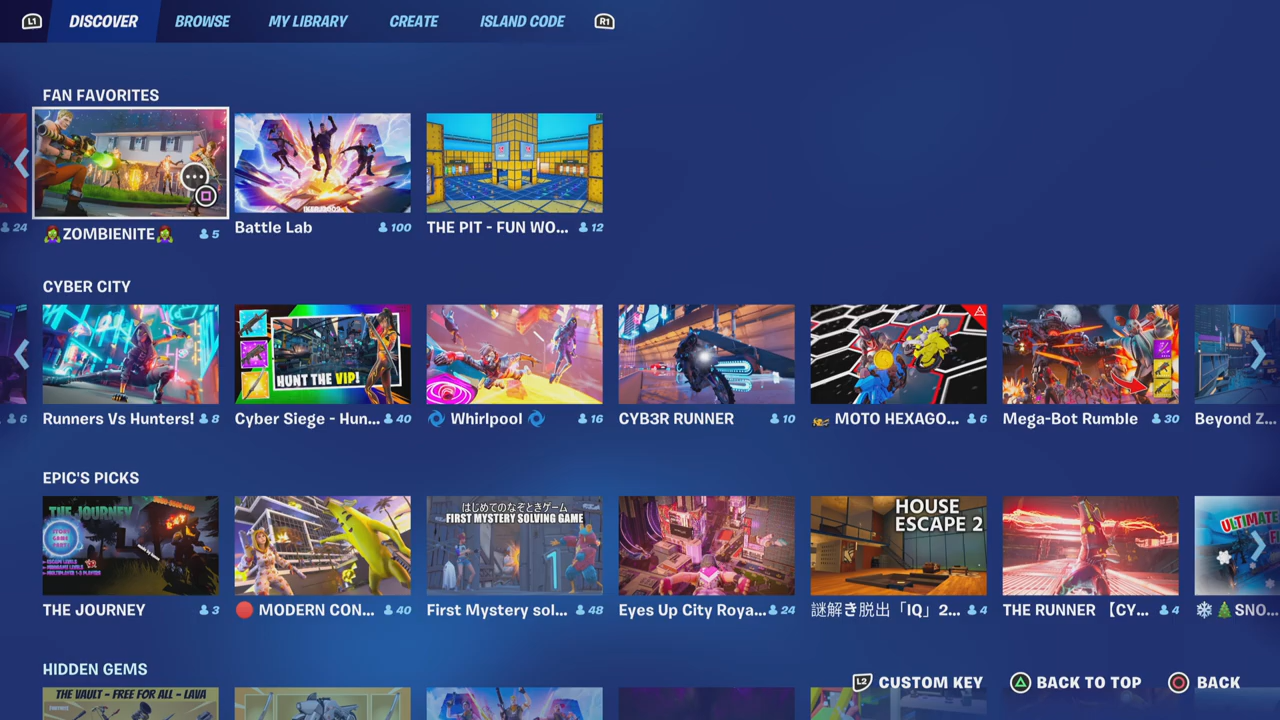 L1 DISCOVER BROWSE MY LIBRARY CREATE ISLAND CODE R1
FAN FAVORITES
24
🧟‍♀️ZOMBIENITE🧟‍♀️ 5
Battle Lab 100
THE PIT - FUN WO... 12
CYBER CITY
6
HUNT THE VIP!
Runners Vs Hunters! 8
Cyber Siege - Hun... 40
🌀 Whirlpool 🌀 16
CYB3R RUNNER 10
MOTO HEXAGO... 6
Mega-Bot Rumble 30
Beyond Z...
EPIC'S PICKS
THE JOURNEY
はじめてのなぞときゲーム
FIRST MYSTERY SOLVING GAME
HOUSE
ESCAPE 2
ULTIMATE
THE JOURNEY 3
🔴 MODERN CON... 40
First Mystery sol... 48
Eyes Up City Roya... 24
謎解き脱出「IQ」2... 4
THE RUNNER 【CY... 4
❄️🌲SNO...
HIDDEN GEMS
THE VAULT - FREE FOR ALL - LAVA
L2 CUSTOM KEY BACK TO TOP BACK